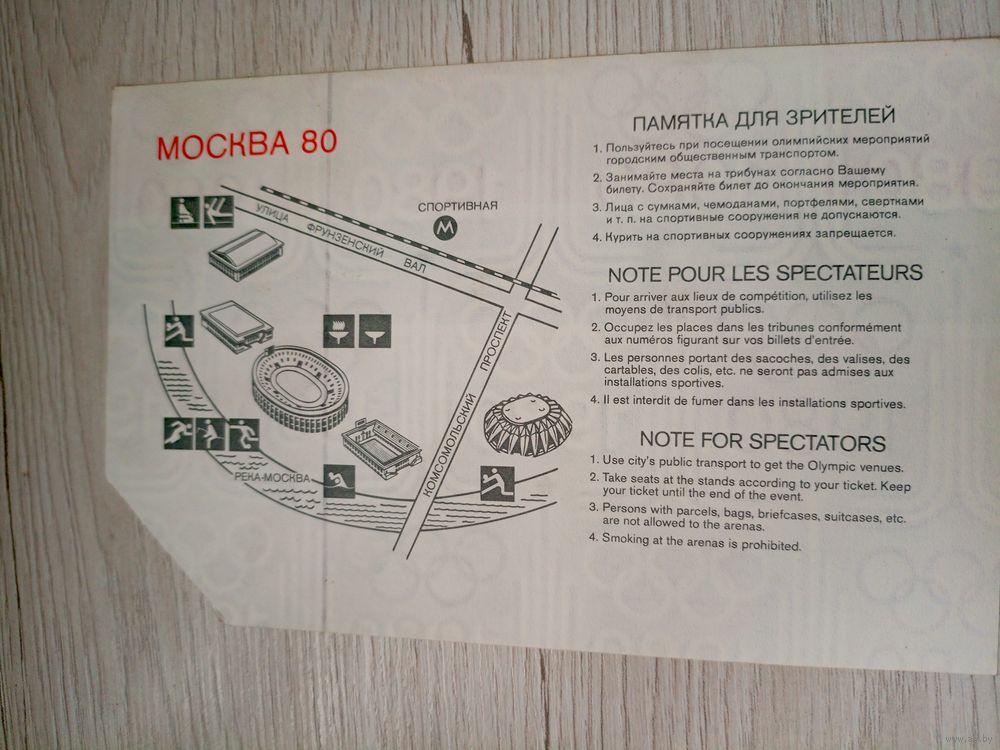 МОСКВА 80
СПОРТИВНАЯ
М
УЛИЦА ФРУНЗЕНСКИЙ ВАЛ
КОМСОМОЛЬСКИЙ ПРОСПЕКТ
РЕКА-МОСКВА
ПАМЯТКА ДЛЯ ЗРИТЕЛЕЙ
1. Пользуйтесь при посещении олимпийских мероприятий
городским общественным транспортом.
2. Занимайте места на трибунах согласно Вашему
билету. Сохраняйте билет до окончания мероприятия.
3. Лица с сумками, чемоданами, портфелями, свертками
и т. п. на спортивные сооружения не допускаются.
4. Курить на спортивных сооружениях запрещается.
NOTE POUR LES SPECTATEURS
1. Pour arriver aux lieux de compétition, utilisez les
moyens de transport publics.
2. Occupez les places dans les tribunes conformément
aux numéros figurant sur vos billets d'entrée.
3. Les personnes portant des sacoches, des valises, des
cartables, des colis, etc. ne seront pas admises aux
installations sportives.
4. Il est interdit de fumer dans les installations sportives.
NOTE FOR SPECTATORS
1. Use city's public transport to get the Olympic venues.
2. Take seats at the stands according to your ticket. Keep
your ticket until the end of the event.
3. Persons with parcels, bags, briefcases, suitcases, etc.
are not allowed to the arenas.
4. Smoking at the arenas is prohibited.